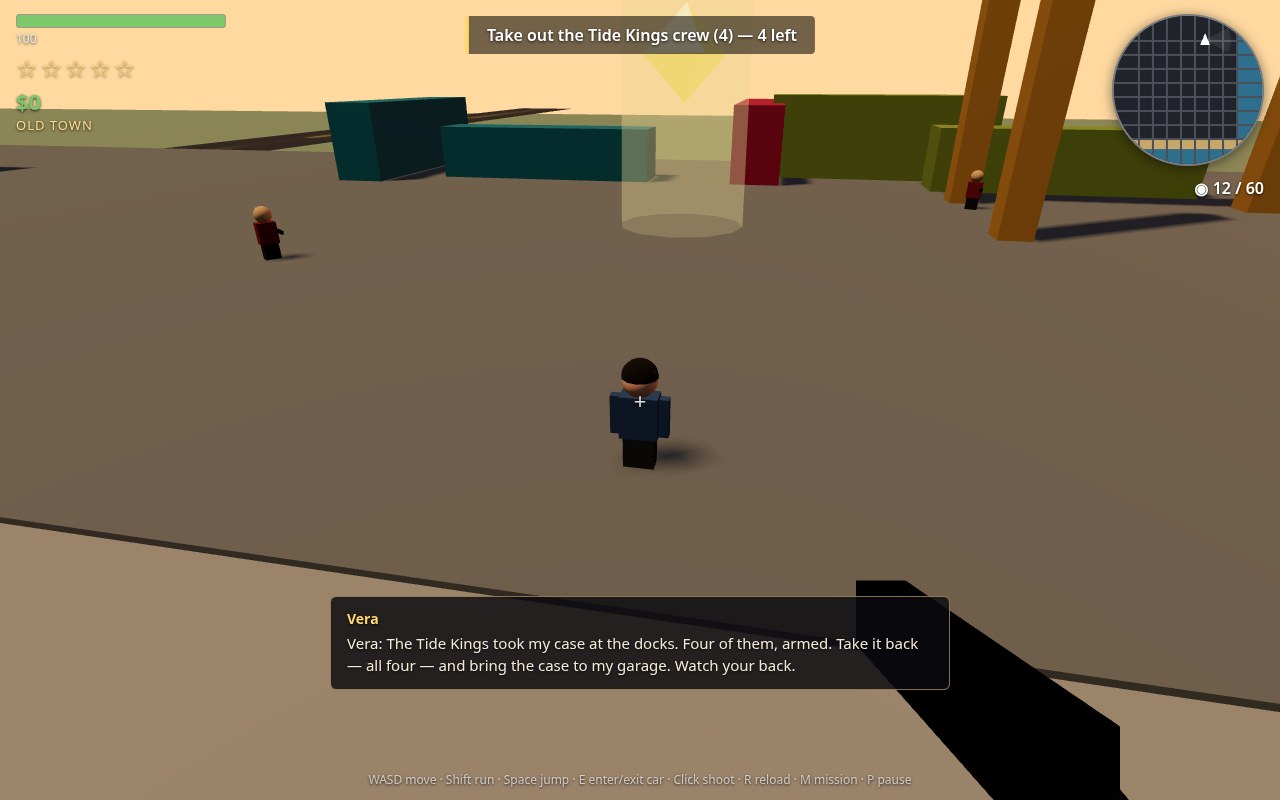 100
Take out the Tide Kings crew (4) — 4 left
☆☆☆☆☆
$0
OLD TOWN
◉ 12 / 60
Vera
Vera: The Tide Kings took my case at the docks. Four of them, armed. Take it back
— all four — and bring the case to my garage. Watch your back.
WASD move · Shift run · Space jump · E enter/exit car · Click shoot · R reload · M mission · P pause